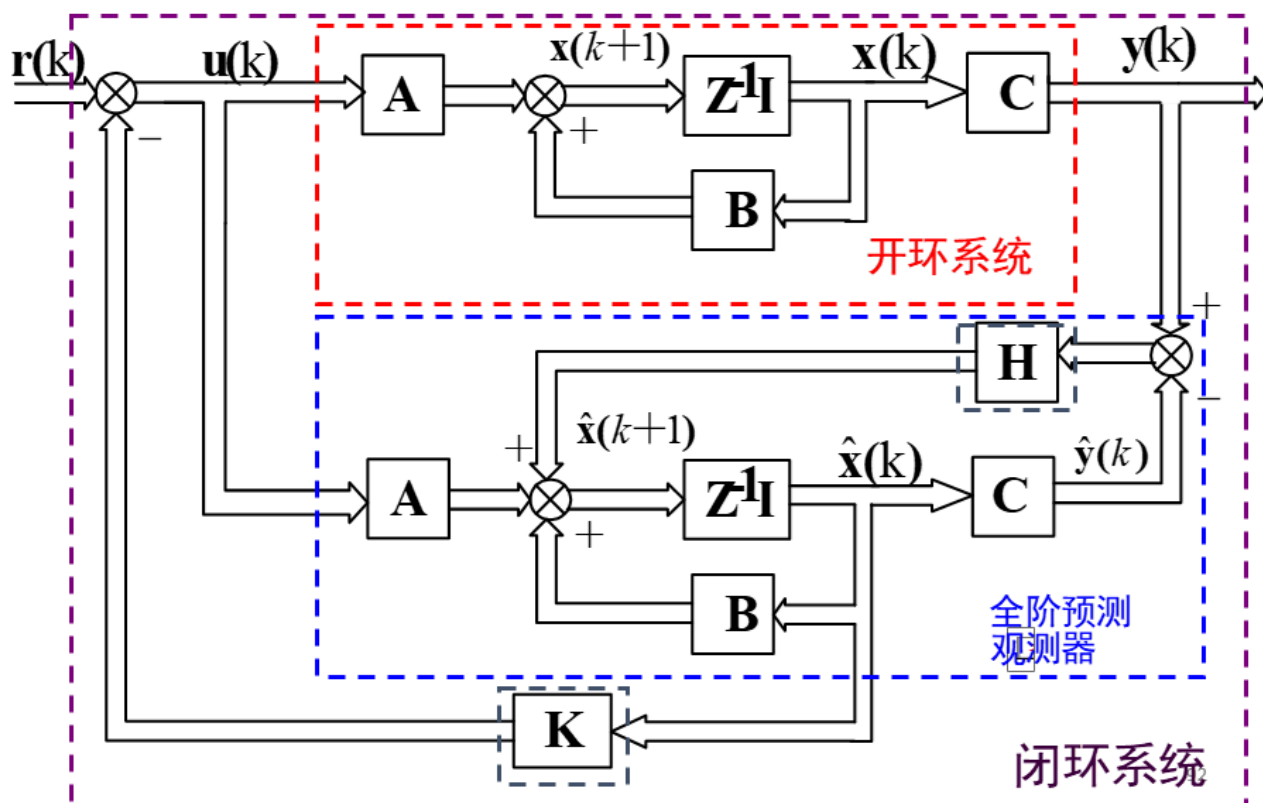 r(k)
u(k)
A
x(k+1)
+
Z⁻¹I
x(k)
C
y(k)
−
B
开环系统
+
H
−
+
x̂(k+1)
A
+
Z⁻¹I
x̂(k)
C
ŷ(k)
B
全阶预测
观测器
K
闭环系统